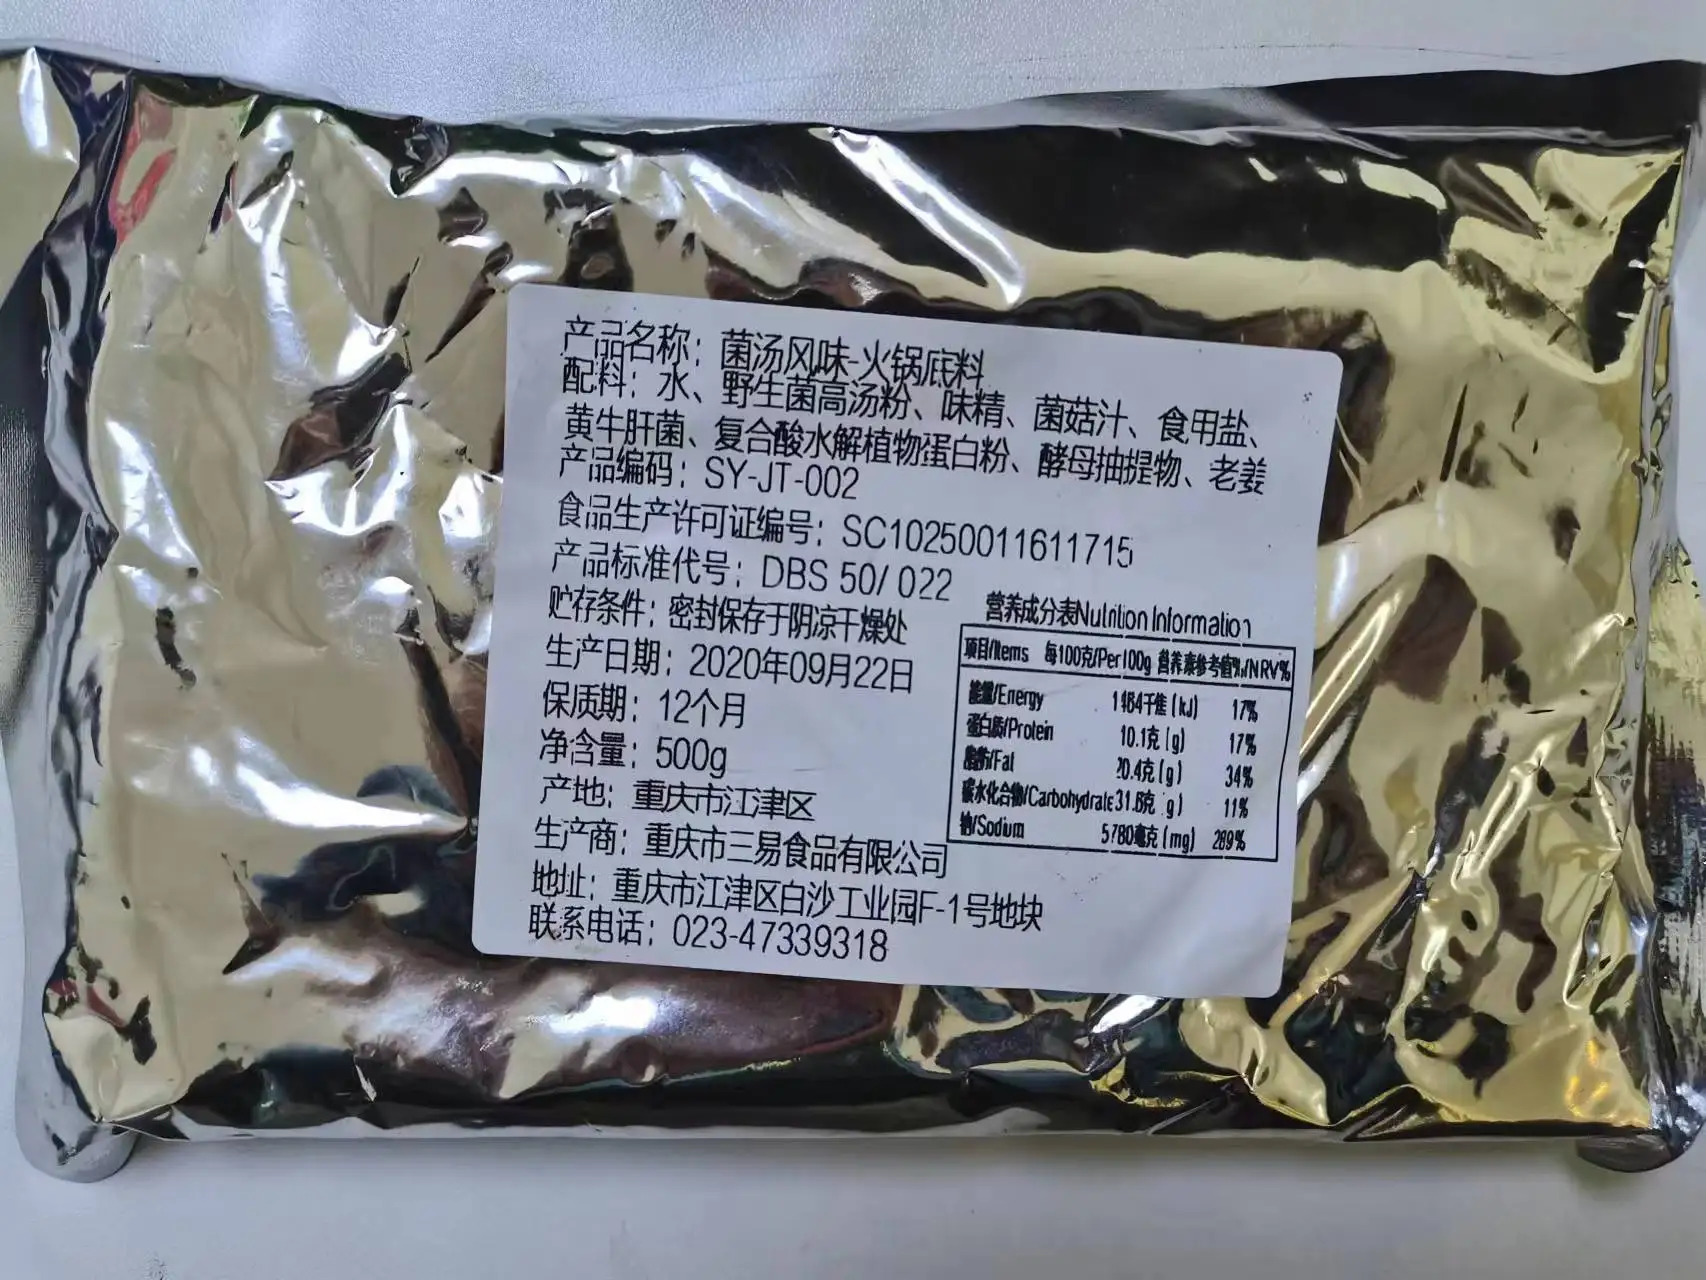 产品名称：菌汤风味-火锅底料
配料：水、野生菌高汤粉、味精、菌菇汁、食用盐、
黄牛肝菌、复合酸水解植物蛋白粉、酵母抽提物、老姜
产品编码：SY-JT-002
食品生产许可证编号：SC10250011611715
产品标准代号：DBS 50/ 022
贮存条件：密封保存于阴凉干燥处
生产日期：2020年09月22日
保质期：12个月
净含量：500g
产地：重庆市江津区
生产商：重庆市三易食品有限公司
地址：重庆市江津区白沙工业园F-1号地块
联系电话：023-47339318
营养成分表Nutrition Information
项目/Items 每100克/Per100g 营养素参考值%/NRV%
能量/Energy 1464千焦(kJ) 17%
蛋白质/Protein 10.1克(g) 17%
脂肪/Fat 20.4克(g) 34%
碳水化合物/Carbohydrate 31.6克(g) 11%
钠/Sodium 5780毫克(mg) 289%